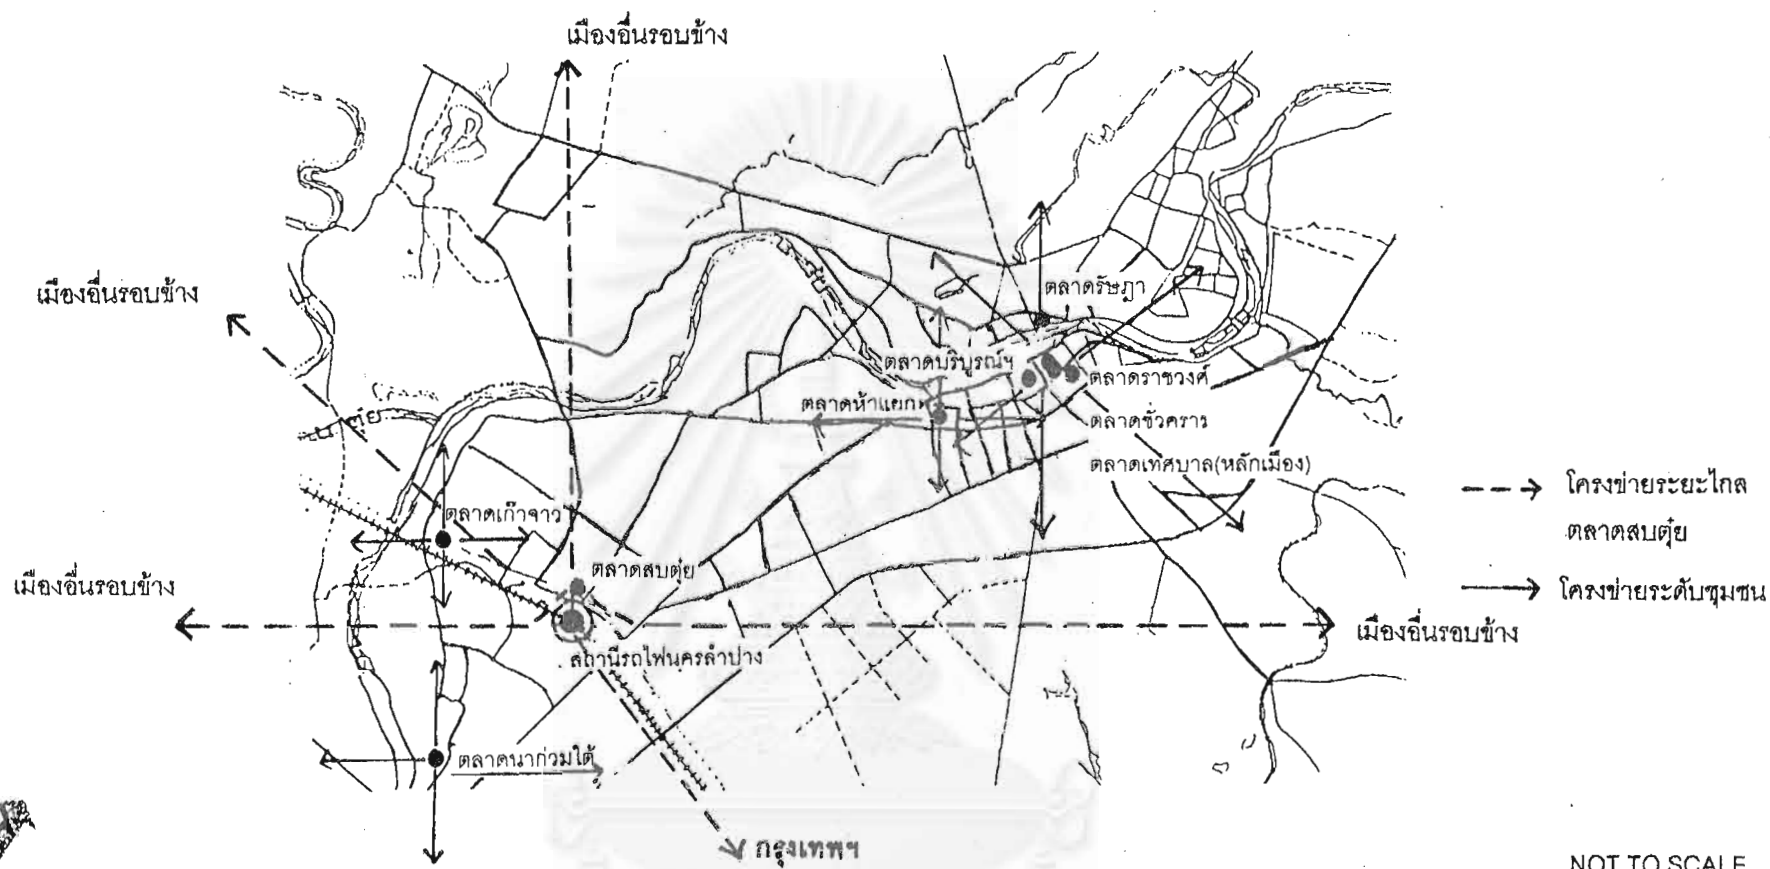 เมืองอื่นรอบข้าง
เมืองอื่นรอบข้าง
ตลาดรัษฎา
ตลาดบริบูรณ์ฯ
ตลาดราชวงศ์
ตลาดห้าแยก
ตลาดชั่วคราว
ตลาดเทศบาล(หลักเมือง)
โครงข่ายระยะไกล
ตลาดสบตุ๋ย
ตลาดเก๊าจาว
ตลาดสบตุ๋ย
เมืองอื่นรอบข้าง
โครงข่ายระดับชุมชน
เมืองอื่นรอบข้าง
สถานีรถไฟนครลำปาง
ตลาดนาก่วมใต้
กรุงเทพฯ
NOT TO SCALE